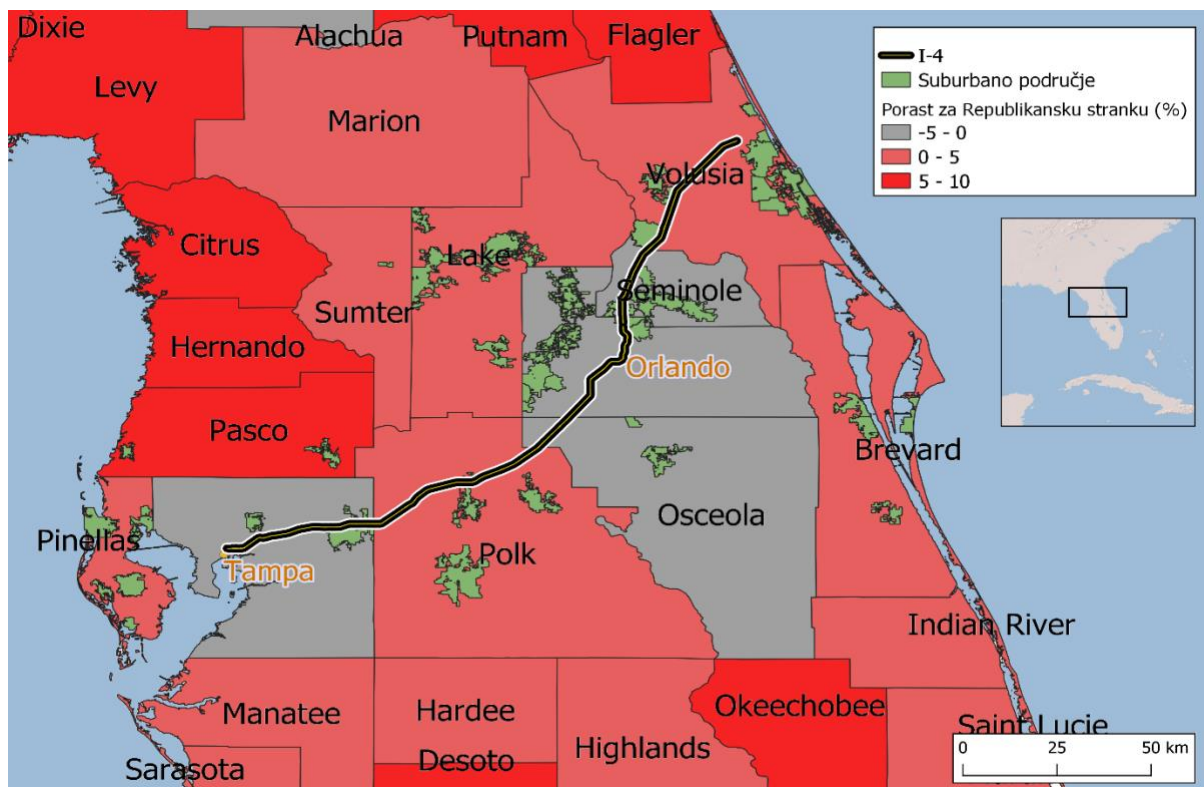 Dixie
Alachua
Putnam
Flagler
Levy
Marion
Volusia
Citrus
Lake
Sumter
Seminole
Hernando
Orlando
Pasco
Brevard
Pinellas
Osceola
Polk
Tampa
Indian River
Manatee
Hardee
Okeechobee
Saint Lucie
Highlands
Desoto
Sarasota
I-4
Suburbano područje
Porast za Republikansku stranku (%)
-5 - 0
0 - 5
5 - 10
0 25 50 km